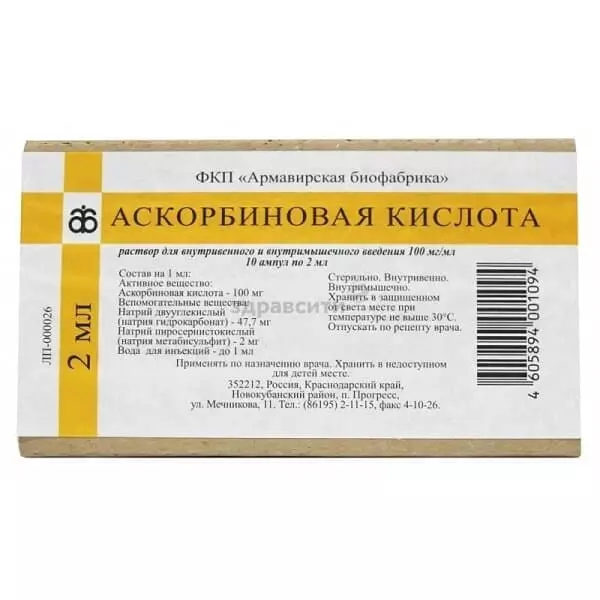 ФКП «Армавирская биофабрика»
АСКОРБИНОВАЯ КИСЛОТА
раствор для внутривенного и внутримышечного введения 100 мг/мл
10 ампул по 2 мл
Состав на 1 мл:
Активное вещество:
Аскорбиновая кислота - 100 мг
Вспомогательные вещества:
Натрий двууглекислый
(натрия гидрокарбонат) - 47,7 мг
Натрий пиросернистокислый
(натрия метабисульфит) - 2 мг
Вода для инъекций - до 1 мл
Стерильно. Внутривенно.
Внутримышечно.
Хранить в защищенном
от света месте при
температуре не выше 30°С.
Отпускать по рецепту врача.
Применять по назначению врача. Хранить в недоступном
для детей месте.
352212, Россия, Краснодарский край,
Новокубанский район, п. Прогресс,
ул. Мечникова, 11. Тел.: (86195) 2-11-15, факс 4-10-26.
ЛП-000026
2 МЛ
4 605894 001094
здравсити